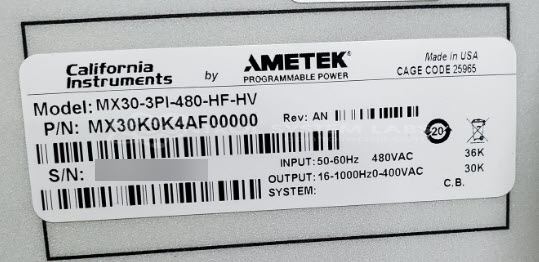 California Instruments by AMETEK® PROGRAMMABLE POWER
Made in USA
CAGE CODE 25965
Model: MX30-3PI-480-HF-HV
P/N: MX30K0K4AF00000
Rev: AN
20
S/N:
INPUT: 50-60Hz 480VAC 36K
OUTPUT: 16-1000Hz0-400VAC 30K
SYSTEM: C.B.